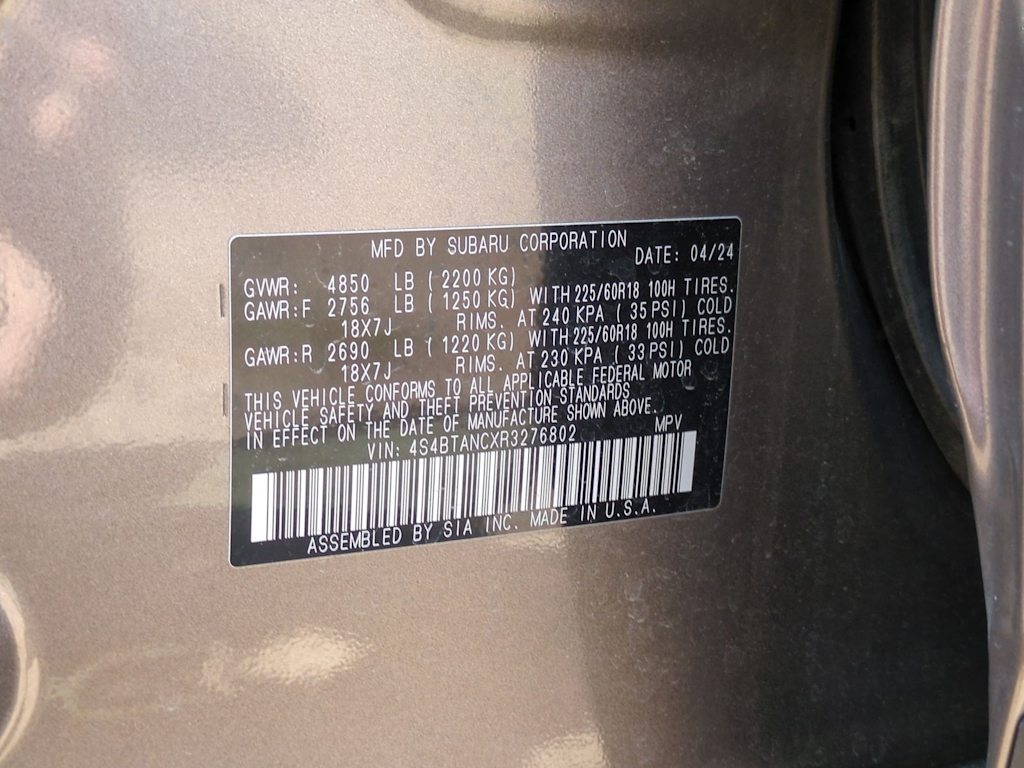 MFD BY SUBARU CORPORATION
DATE: 04/24
GVWR: 4850 LB (2200 KG)
GAWR:F 2756 LB (1250 KG) WITH 225/60R18 100H TIRES.
18X7J RIMS. AT 240 KPA (35 PSI) COLD
GAWR:R 2690 LB (1220 KG) WITH 225/60R18 100H TIRES.
18X7J RIMS. AT 230 KPA (33 PSI) COLD
THIS VEHICLE CONFORMS TO ALL APPLICABLE FEDERAL MOTOR
VEHICLE SAFETY AND THEFT PREVENTION STANDARDS
IN EFFECT ON THE DATE OF MANUFACTURE SHOWN ABOVE.
VIN: 4S4BTANCXR3276802 MPV
ASSEMBLED BY SIA INC. MADE IN U.S.A.